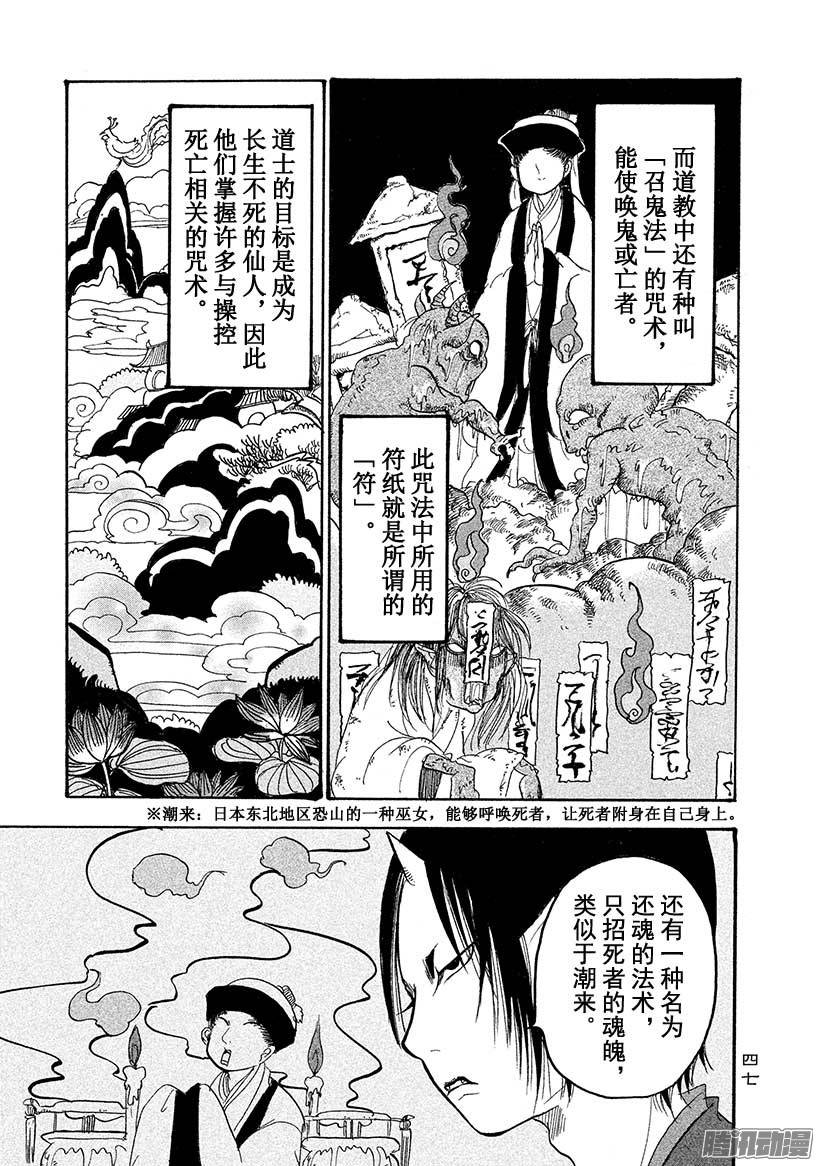 而道教中还有种叫
「召鬼法」的咒术，
能使唤鬼或亡者。
此咒法中所用的
符纸就是所谓的
「符」。
道士的目标是成为
长生不死的仙人，因此
他们掌握许多与操控
死亡相关的咒术。
※潮来：日本东北地区恐山的一种巫女，能够呼唤死者，让死者附身在自己身上。
还有一种名为
还魂的法术，
只招死者的魂魄，
类似于潮来。
四七
腾讯动漫